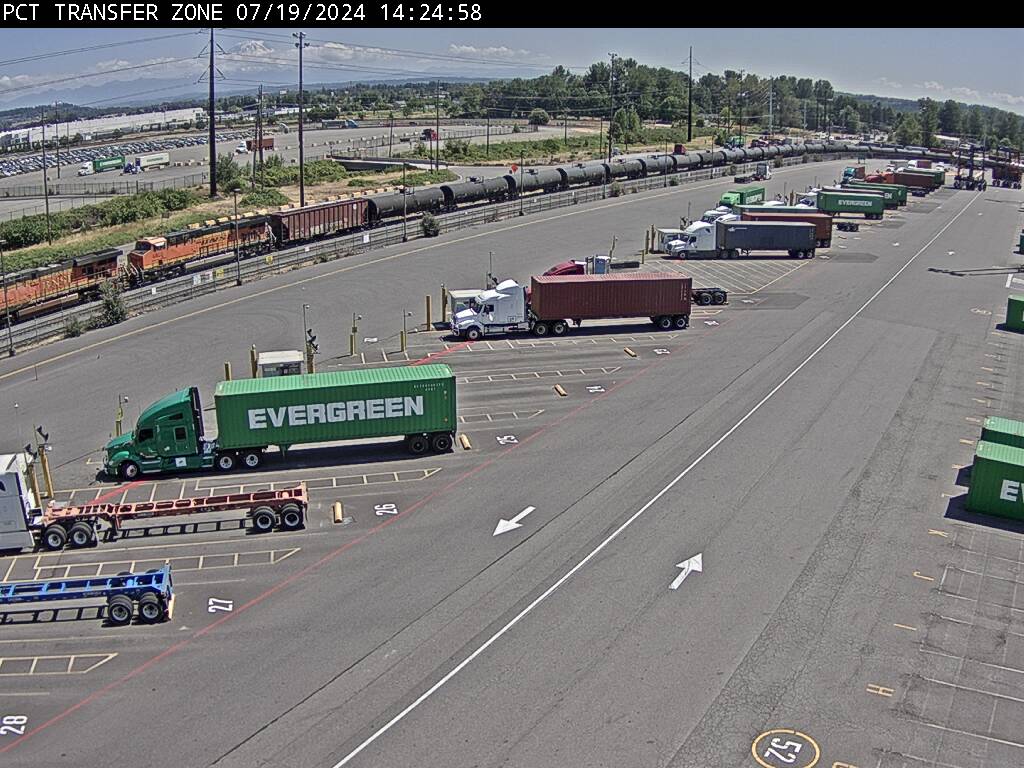 PCT TRANSFER ZONE 07/19/2024 14:24:58
EVERGREEN
EVERGREEN
25
26
27
28
E
K
J
I
H
52